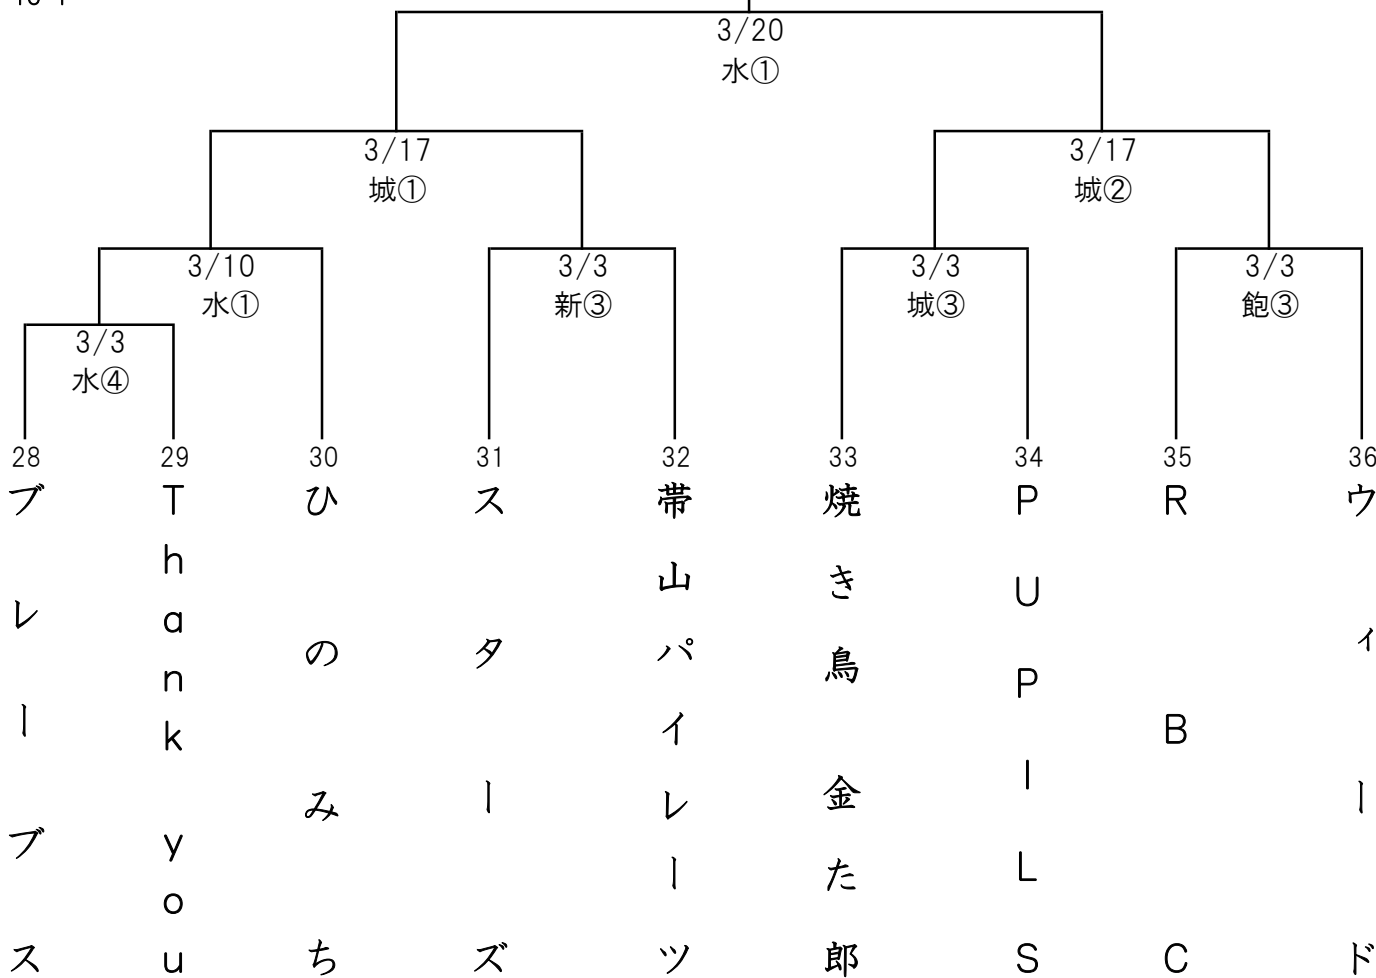 3/20
水①
3/17
城①
3/17
城②
3/10
水①
3/3
新③
3/3
城③
3/3
飽③
3/3
水④
28
29
30
31
32
33
34
35
36
ブレーブス
Thank you
ひのみち
スターズ
帯山パイレーツ
焼き鳥 金た郎
PUPILS
RBC
ウィード